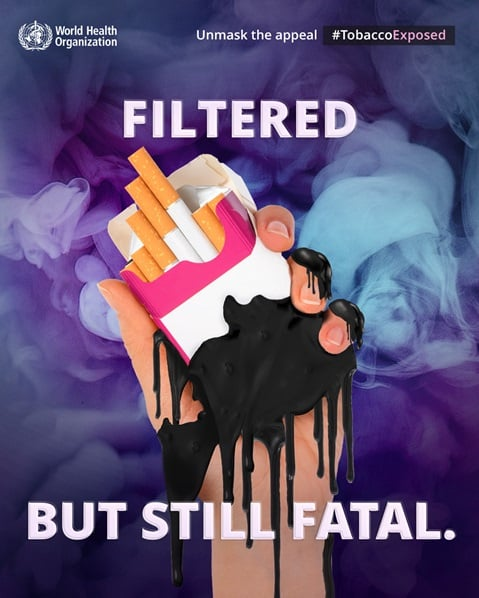 World Health
Organization
Unmask the appeal #TobaccoExposed
FILTERED
BUT STILL FATAL.